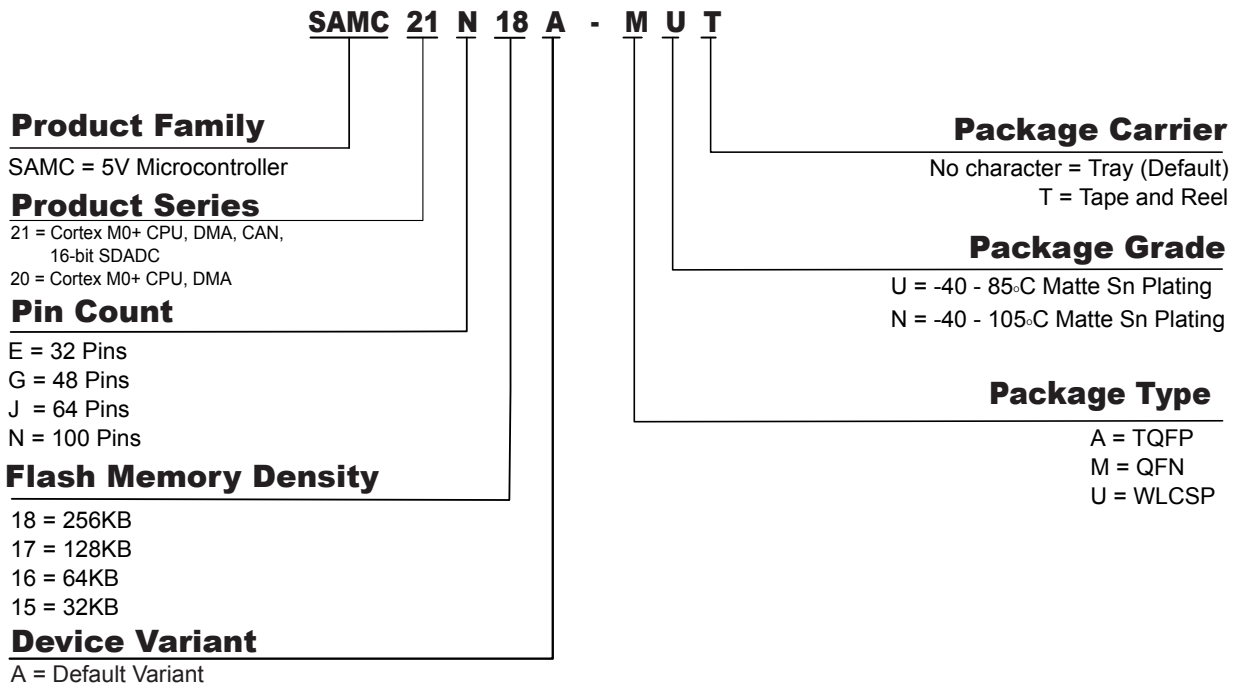 SAMC 21 N 18 A - M U T
Product Family
SAMC = 5V Microcontroller
Product Series
21 = Cortex M0+ CPU, DMA, CAN,
16-bit SDADC
20 = Cortex M0+ CPU, DMA
Pin Count
E = 32 Pins
G = 48 Pins
J = 64 Pins
N = 100 Pins
Flash Memory Density
18 = 256KB
17 = 128KB
16 = 64KB
15 = 32KB
Device Variant
A = Default Variant
Package Carrier
No character = Tray (Default)
T = Tape and Reel
Package Grade
U = -40 - 85°C Matte Sn Plating
N = -40 - 105°C Matte Sn Plating
Package Type
A = TQFP
M = QFN
U = WLCSP